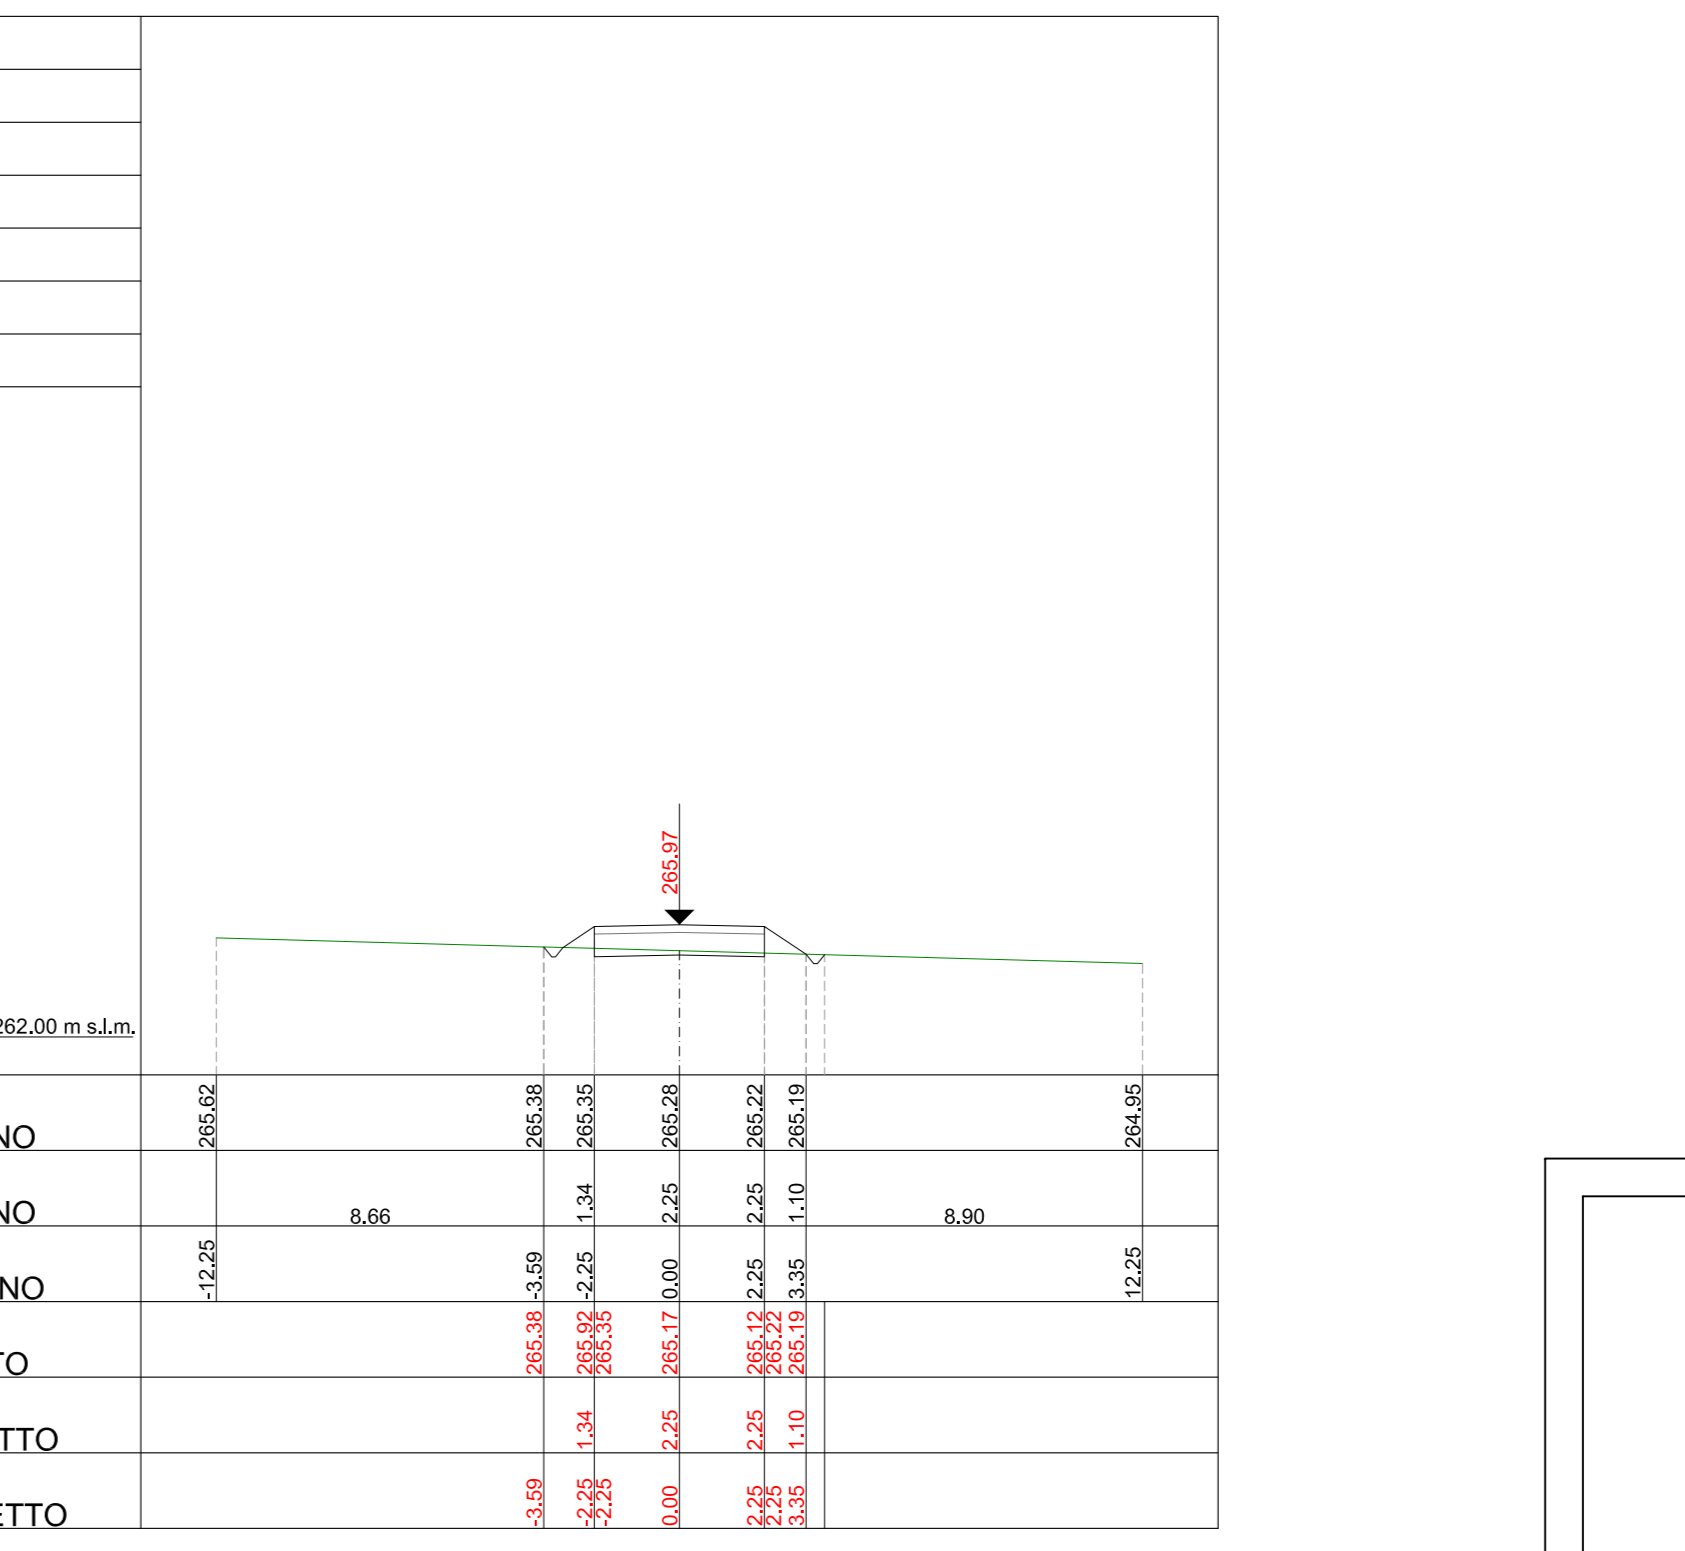 265.97
262.00 m s.l.m.
NO 265.62 265.38 265.35 265.28 265.22 265.19 264.95
NO 8.66 1.34 2.25 2.25 1.10 8.90
NO -12.25 -3.59 -2.25 0.00 2.25 3.35 12.25
TO 265.38 265.92 265.35 265.17 265.12 265.22 265.19
TTO 1.34 2.25 2.25 1.10
ETTO -3.59 -2.25 -2.25 0.00 2.25 2.25 3.35